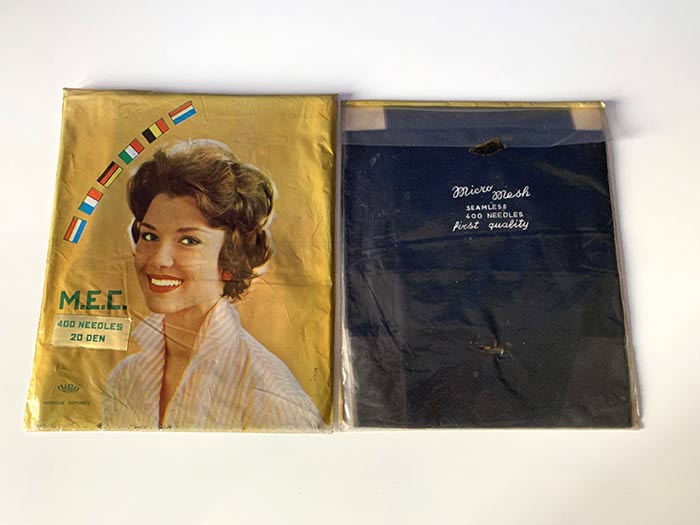 M.E.C.
400 NEEDLES
20 DEN
MARQUE DEPOSÉE
Micro Mesh
SEAMLESS
400 NEEDLES
first quality